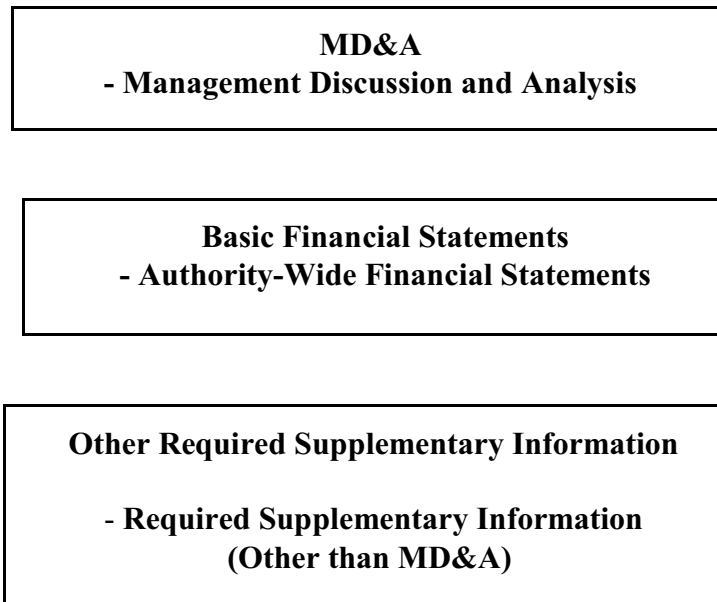 MD&A
- Management Discussion and Analysis
Basic Financial Statements
- Authority-Wide Financial Statements
Other Required Supplementary Information
- Required Supplementary Information
(Other than MD&A)